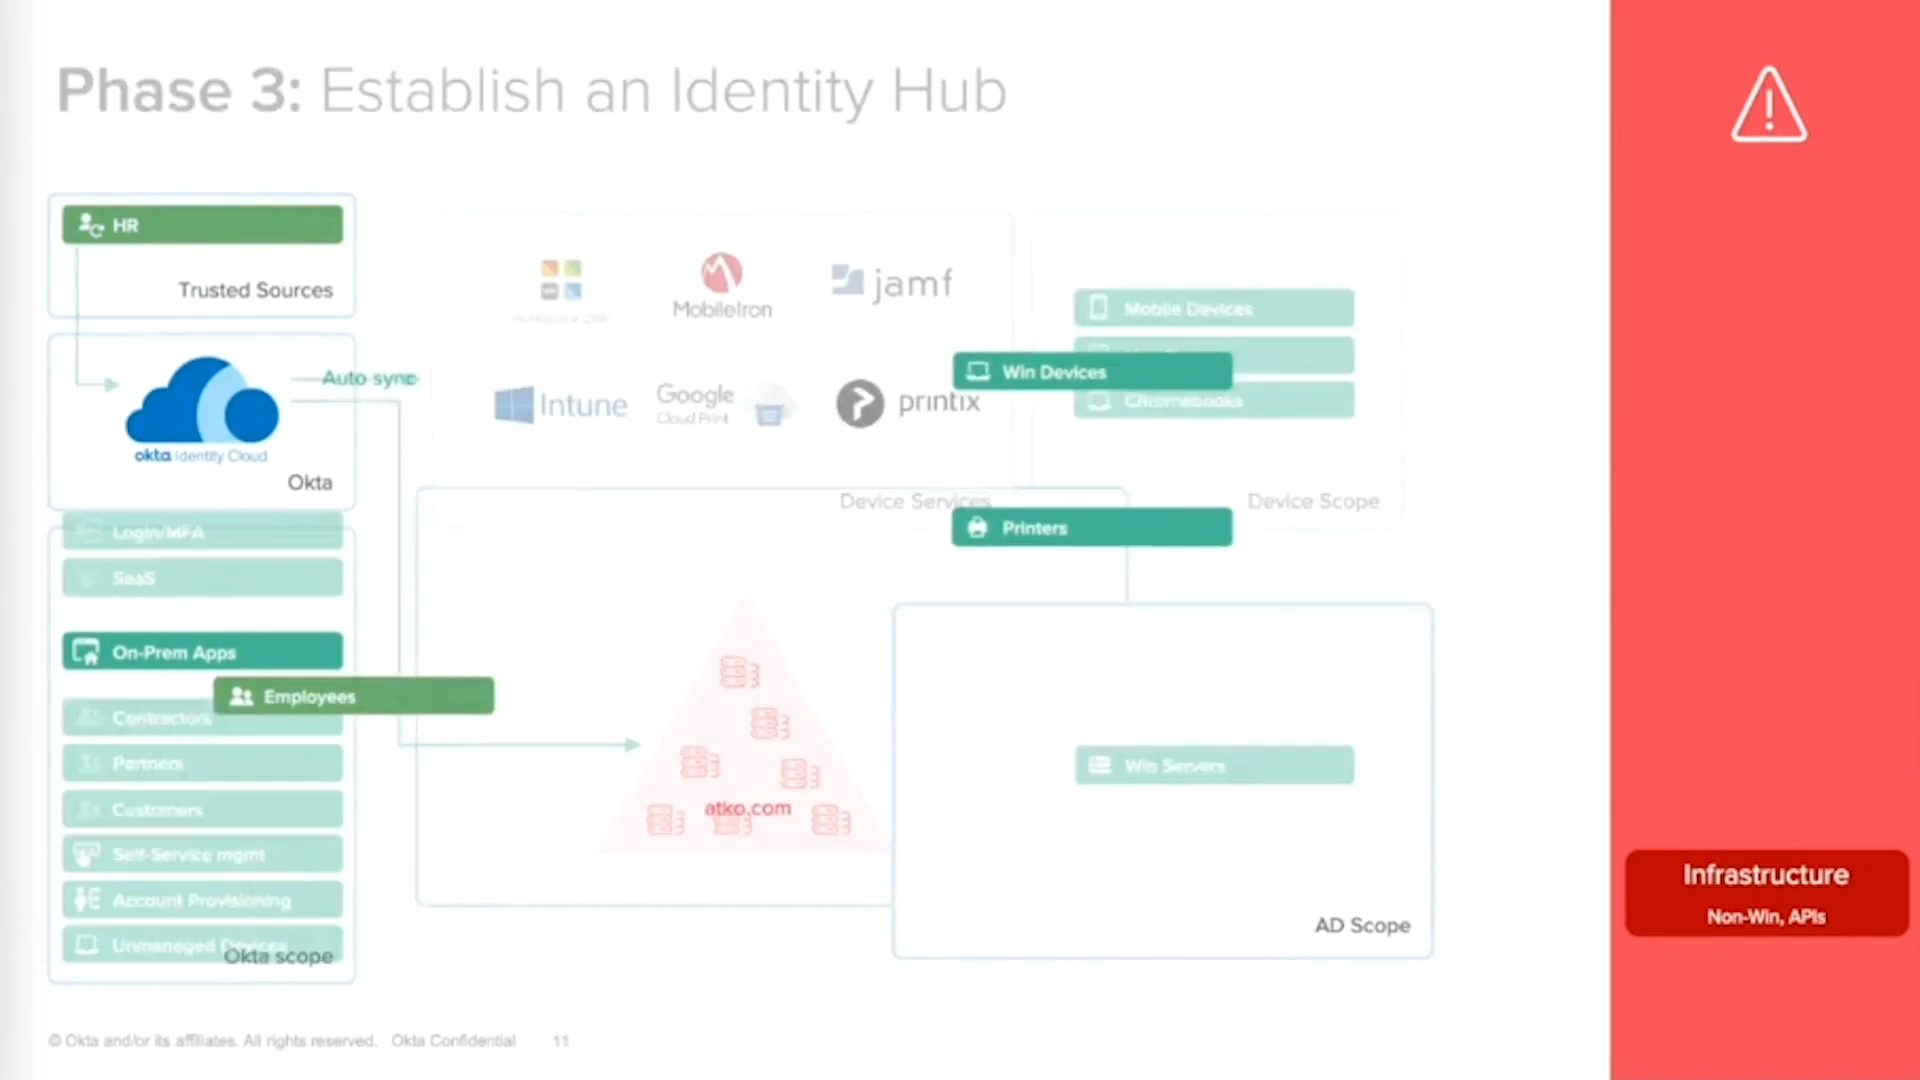 Phase 3: Establish an Identity Hub
HR
Trusted Sources
Auto sync
okta Identity Cloud
Okta
Login/MFA
SaaS
On-Prem Apps
Employees
Contractors
Partners
Customers
Self-Service mgmt
Account Provisioning
Unmanaged Devices
Okta scope
Workspace ONE
MobileIron
jamf
Intune
Google
Cloud Print
printix
Device Services
Mobile Devices
Win Devices
Chromebooks
Device Scope
Printers
atko.com
Win Servers
AD Scope
Infrastructure
Non-Win, APIs
© Okta and/or its affiliates. All rights reserved. Okta Confidential 11